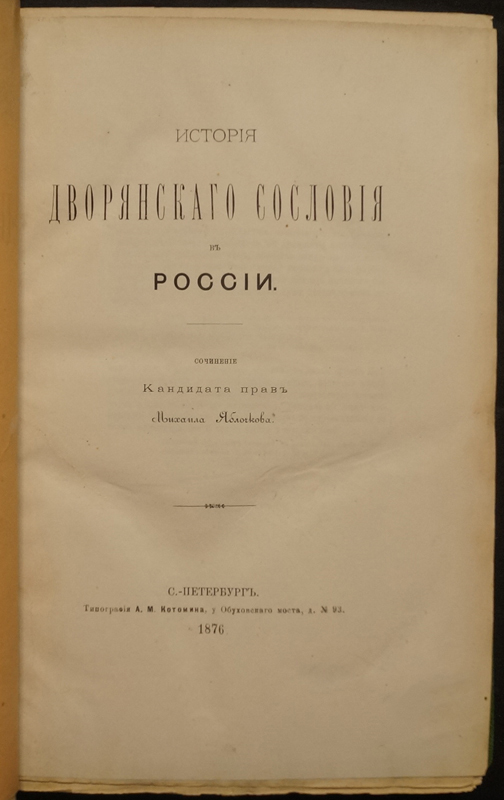 ИСТОРІЯ
ДВОРЯНСКАГО СОСЛОВІЯ
въ
РОССІИ.
СОЧИНЕНІЕ
Кандидата правъ
Михаила Яблочкова.
С.-ПЕТЕРБУРГЪ.
Типографія А. М. Котомина, у Обуховскаго моста, д. № 93.
1876